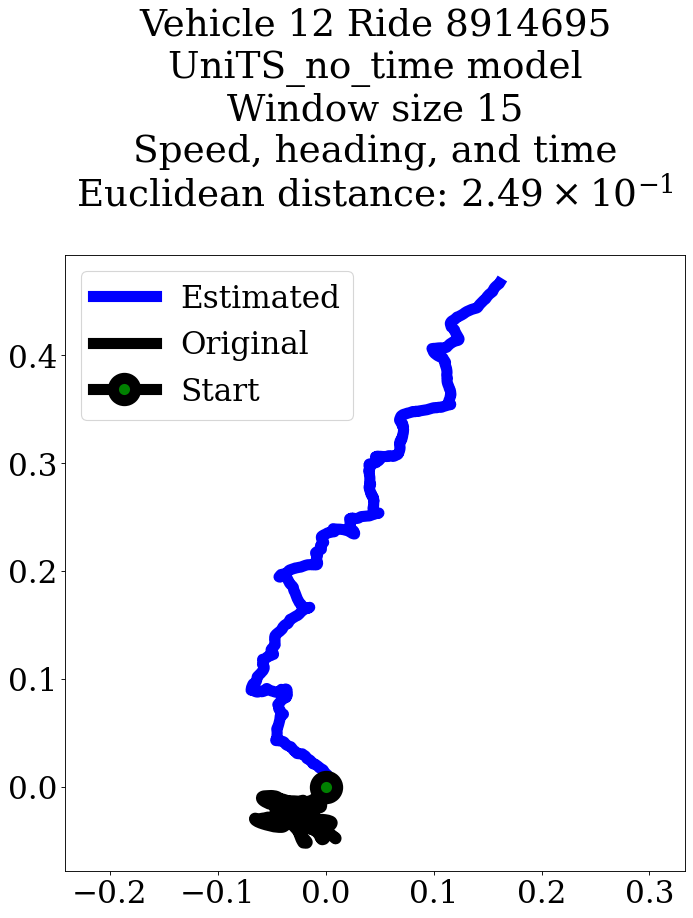 Vehicle 12 Ride 8914695
UniTS_no_time model
Window size 15
Speed, heading, and time
Euclidean distance: 2.49 × 10⁻¹
Estimated
Original
Start
0.4
0.3
0.2
0.1
0.0
−0.2 −0.1 0.0 0.1 0.2 0.3